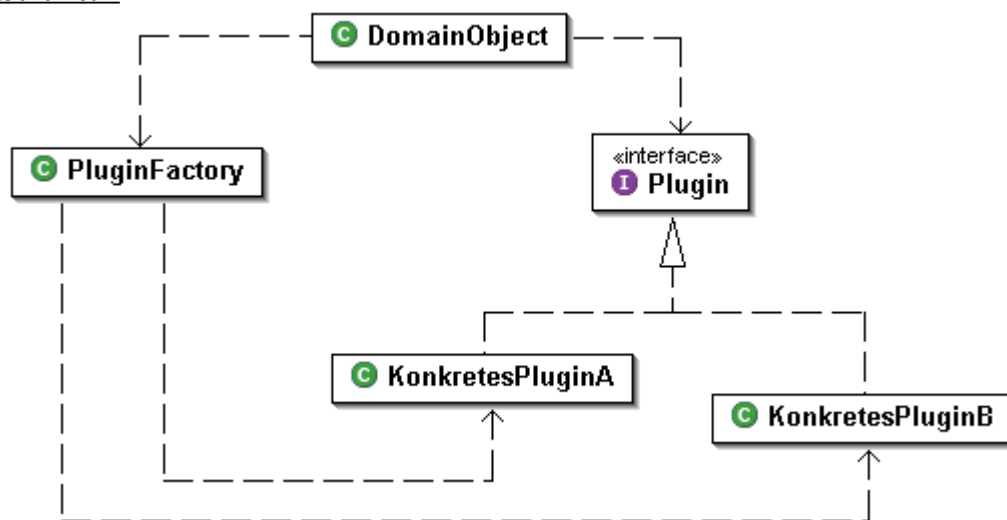 C DomainObject
C PluginFactory
«interface»
I Plugin
C KonkretesPluginA
C KonkretesPluginB